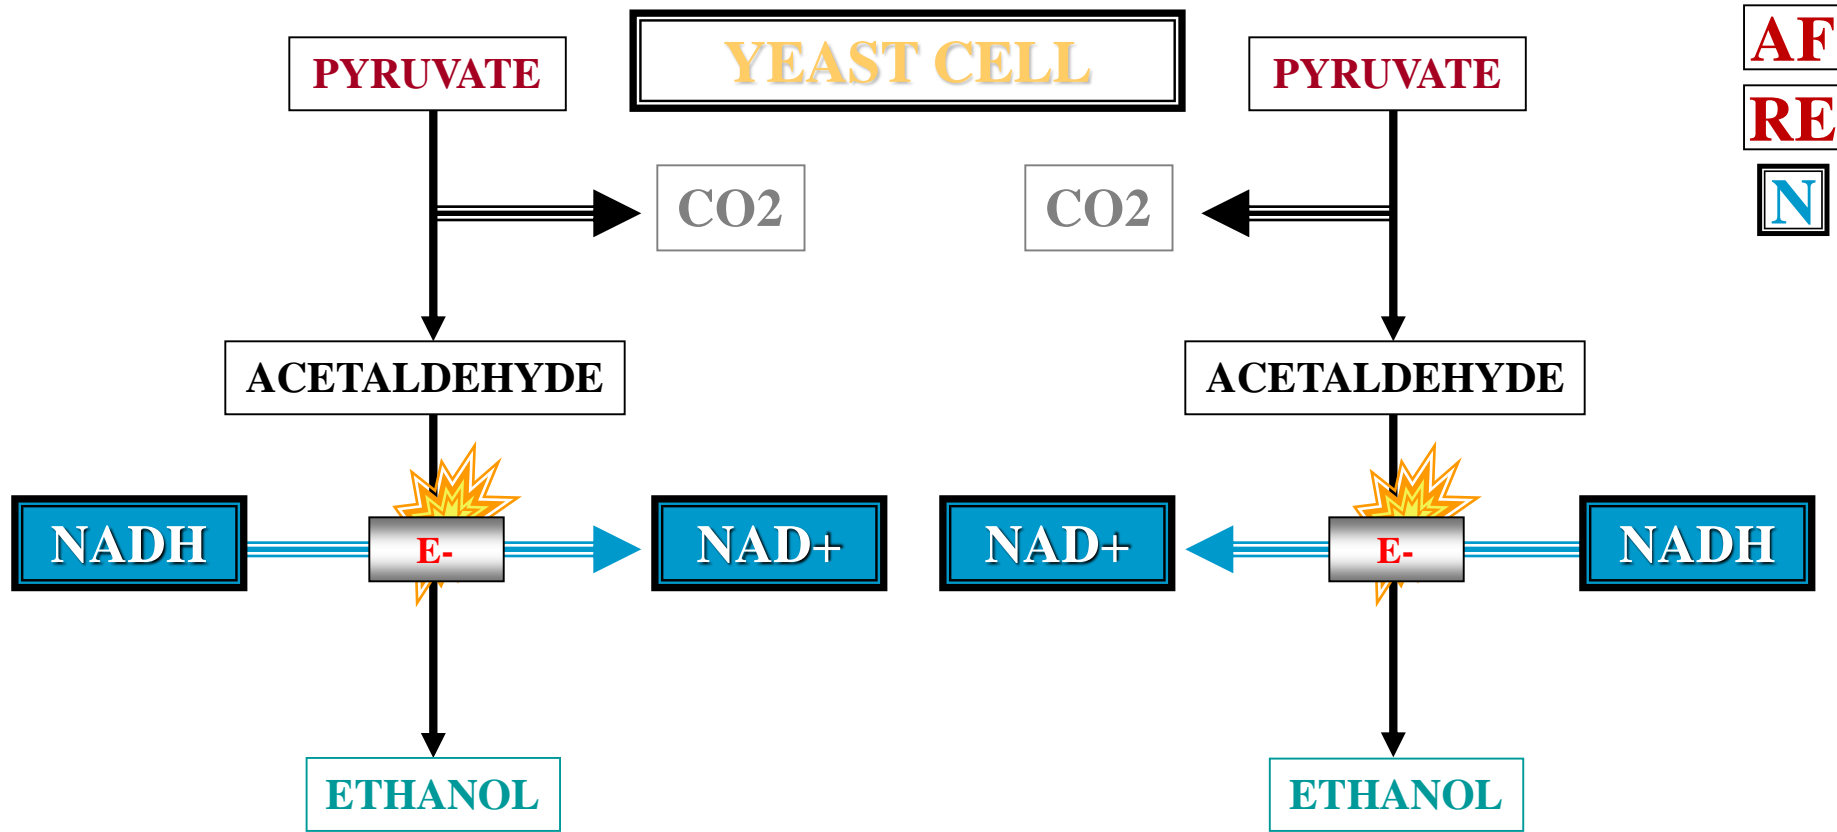 YEAST CELL
PYRUVATE
PYRUVATE
AF
RE
N
CO2
CO2
ACETALDEHYDE
ACETALDEHYDE
NADH
E-
NAD+
NAD+
E-
NADH
ETHANOL
ETHANOL